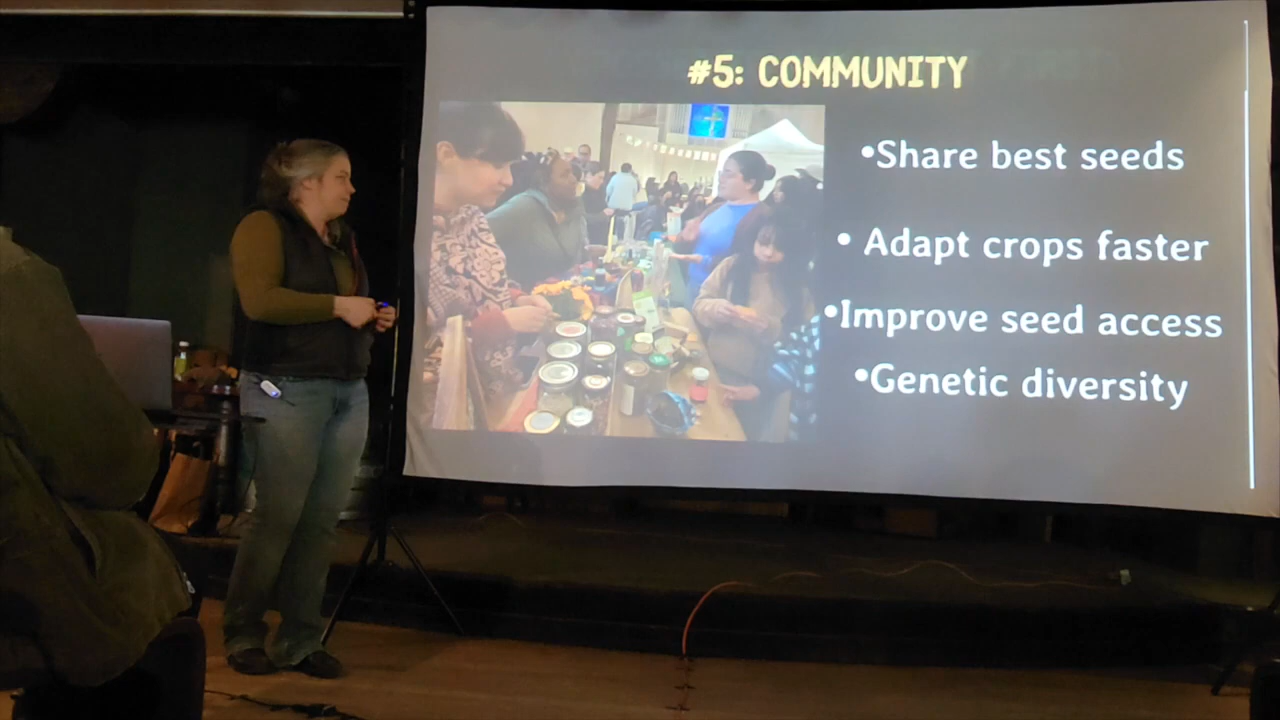 #5: COMMUNITY
•Share best seeds
• Adapt crops faster
•Improve seed access
•Genetic diversity